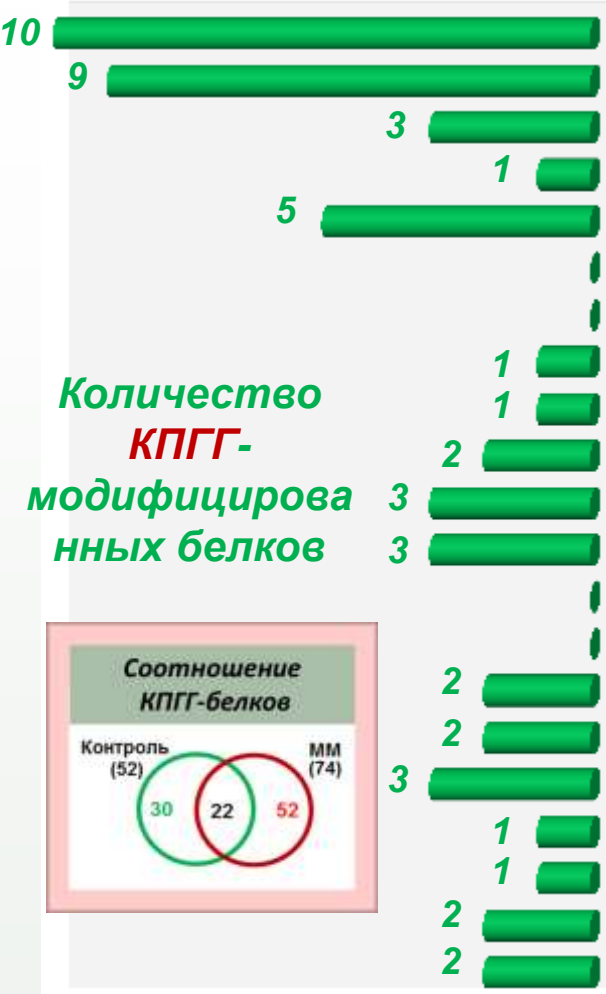 10
9
3
1
5
1
1
Количество
КПГГ-
2
модифицирова
3
нных белков
3
Соотношение
КПГГ-белков
2
Контроль
(52)
ММ
(74)
2
3
30
22
52
1
1
2
2